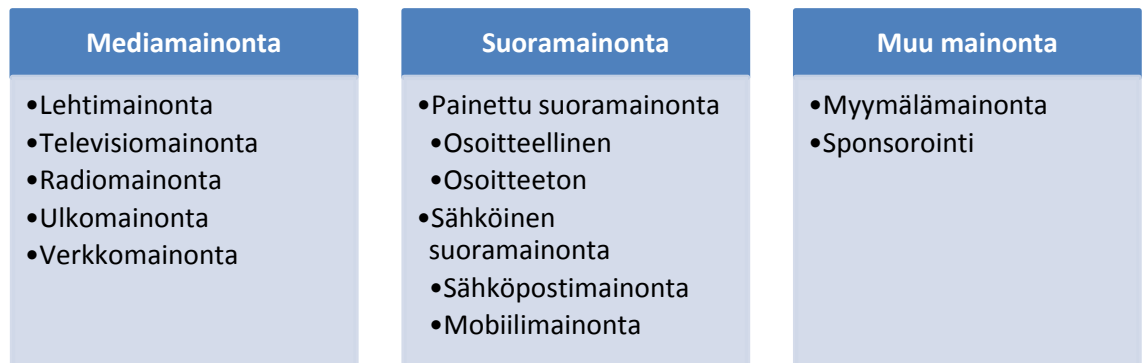 Mediamainonta
•Lehtimainonta
•Televisiomainonta
•Radiomainonta
•Ulkomainonta
•Verkkomainonta
Suoramainonta
•Painettu suoramainonta
•Osoitteellinen
•Osoitteeton
•Sähköinen
suoramainonta
•Sähköpostimainonta
•Mobiilimainonta
Muu mainonta
•Myymälämainonta
•Sponsorointi